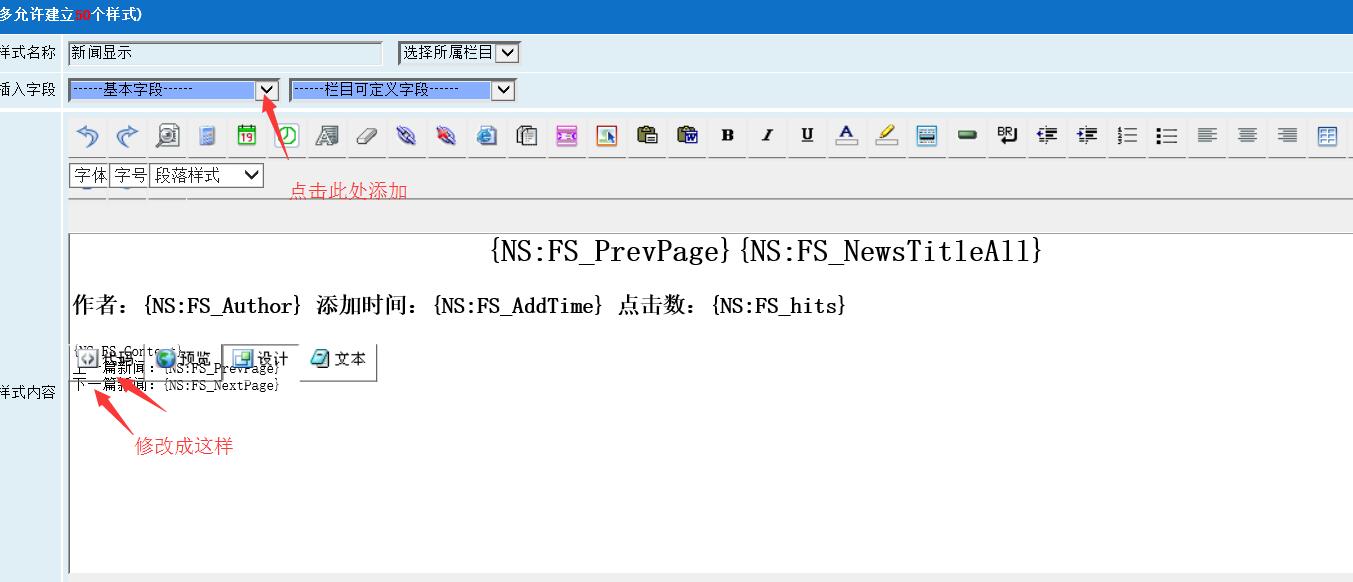 多允许建立50个样式)
样式名称 新闻显示 选择所属栏目
插入字段 ------基本字段------ ------栏目可定义字段------
字体 字号 段落样式
点击此处添加
{NS:FS_PrevPage} {NS:FS_NewsTitleAll}
作者：{NS:FS_Author} 添加时间：{NS:FS_AddTime} 点击数：{NS:FS_hits}
{NS:FS_Content}
代码 预览 设计 文本
上一篇新闻：{NS:FS_PrevPage}
下一篇新闻：{NS:FS_NextPage}
样式内容
修改成这样